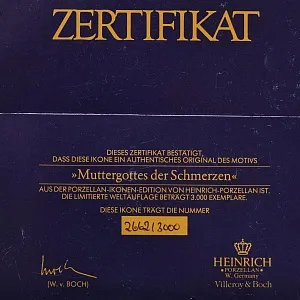 ZERTIFIKAT
DIESES ZERTIFIKAT BESTÄTIGT,
DASS DIESE IKONE EIN AUTHENTISCHES ORIGINAL DES MOTIVS
»Muttergottes der Schmerzen«
AUS DER PORZELLAN-IKONEN-EDITION VON HEINRICH-PORZELLAN IST.
DIE LIMITIERTE WELTAUFLAGE BETRÄGT 3.000 EXEMPLARE.
DIESE IKONE TRÄGT DIE NUMMER
2662/3000
(W. v. BOCH)
HEINRICH
PORZELLAN
W. Germany
Villeroy & Boch